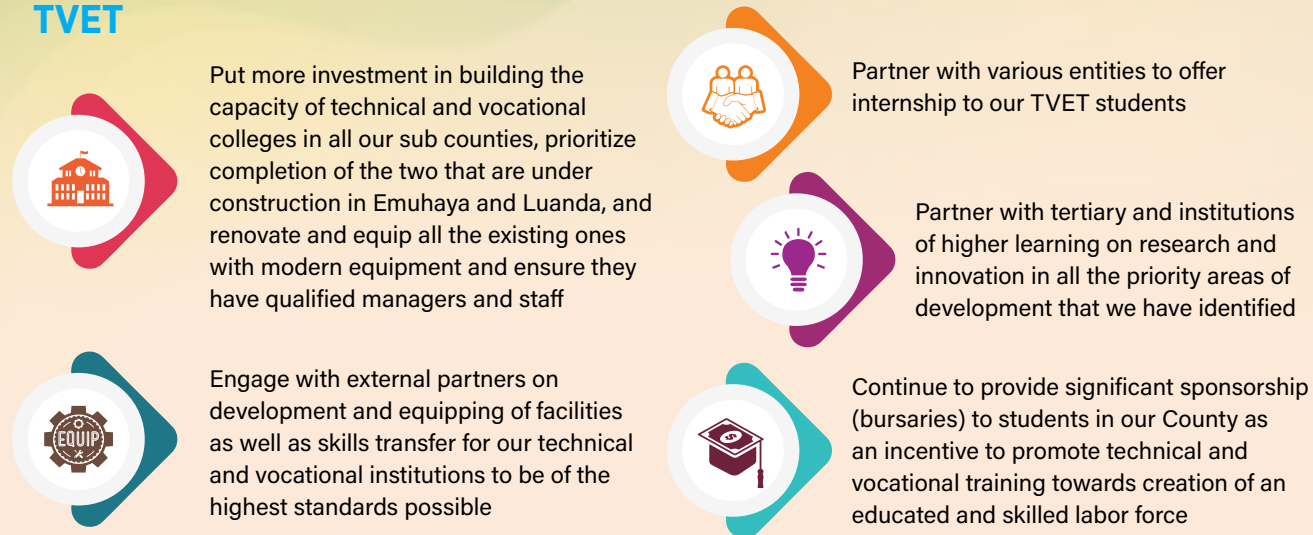 TVET
Put more investment in building the
capacity of technical and vocational
colleges in all our sub counties, prioritize
completion of the two that are under
construction in Emuhaya and Luanda, and
renovate and equip all the existing ones
with modern equipment and ensure they
have qualified managers and staff
EQUIP
Engage with external partners on
development and equipping of facilities
as well as skills transfer for our technical
and vocational institutions to be of the
highest standards possible
Partner with various entities to offer
internship to our TVET students
Partner with tertiary and institutions
of higher learning on research and
innovation in all the priority areas of
development that we have identified
$
Continue to provide significant sponsorship
(bursaries) to students in our County as
an incentive to promote technical and
vocational training towards creation of an
educated and skilled labor force